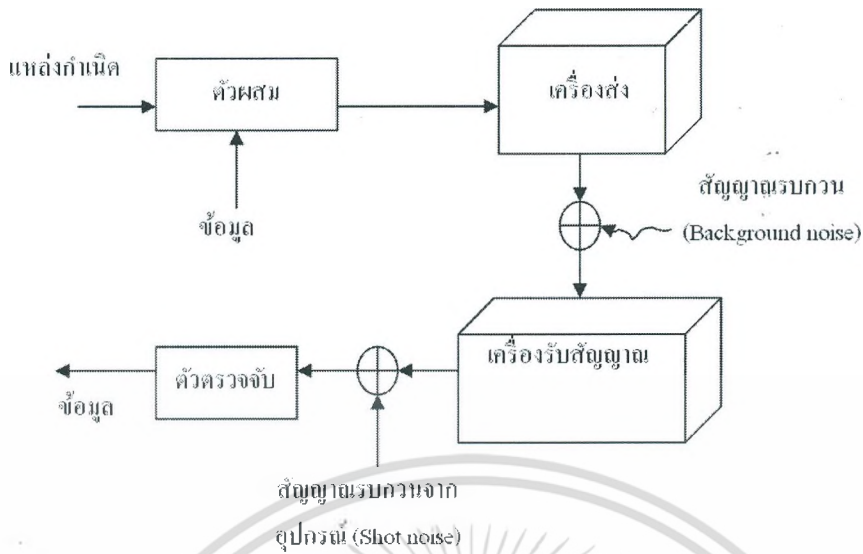 แหล่งกำเนิด
ตัวผสม
เครื่องส่ง
ข้อมูล
สัญญาณรบกวน
(Background noise)
เครื่องรับสัญญาณ
ตัวตรวจจับ
ข้อมูล
สัญญาณรบกวนจาก
อุปกรณ์ (Shot noise)